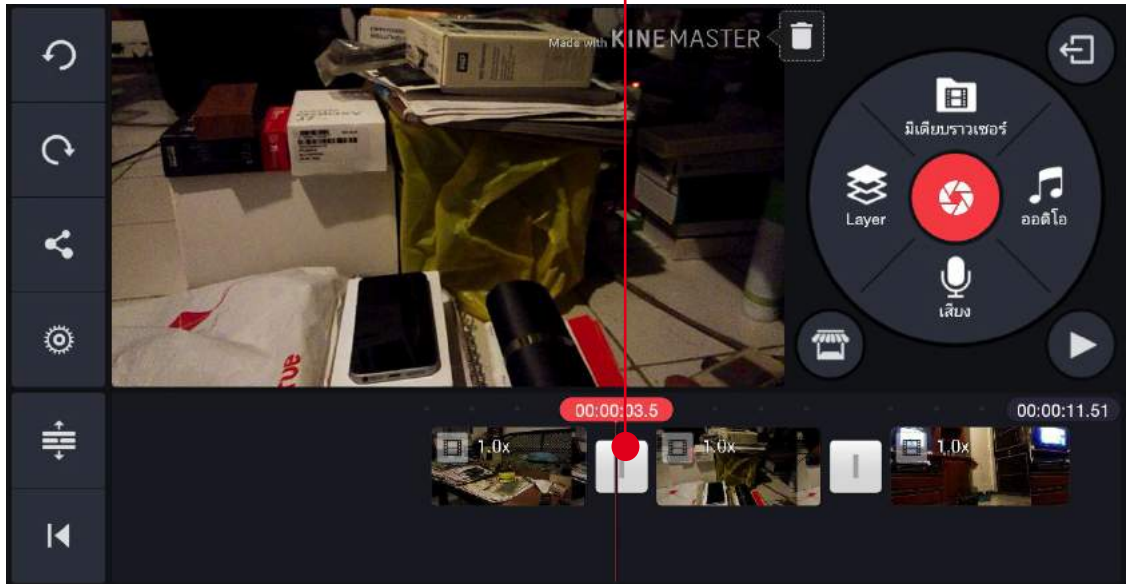 Made with KINEMASTER
มีเดียบราวเซอร์
Layer
ออดิโอ
เสียง
00:00:03.5
00:00:11.51
1.0x
1.0x
1.0x
WD